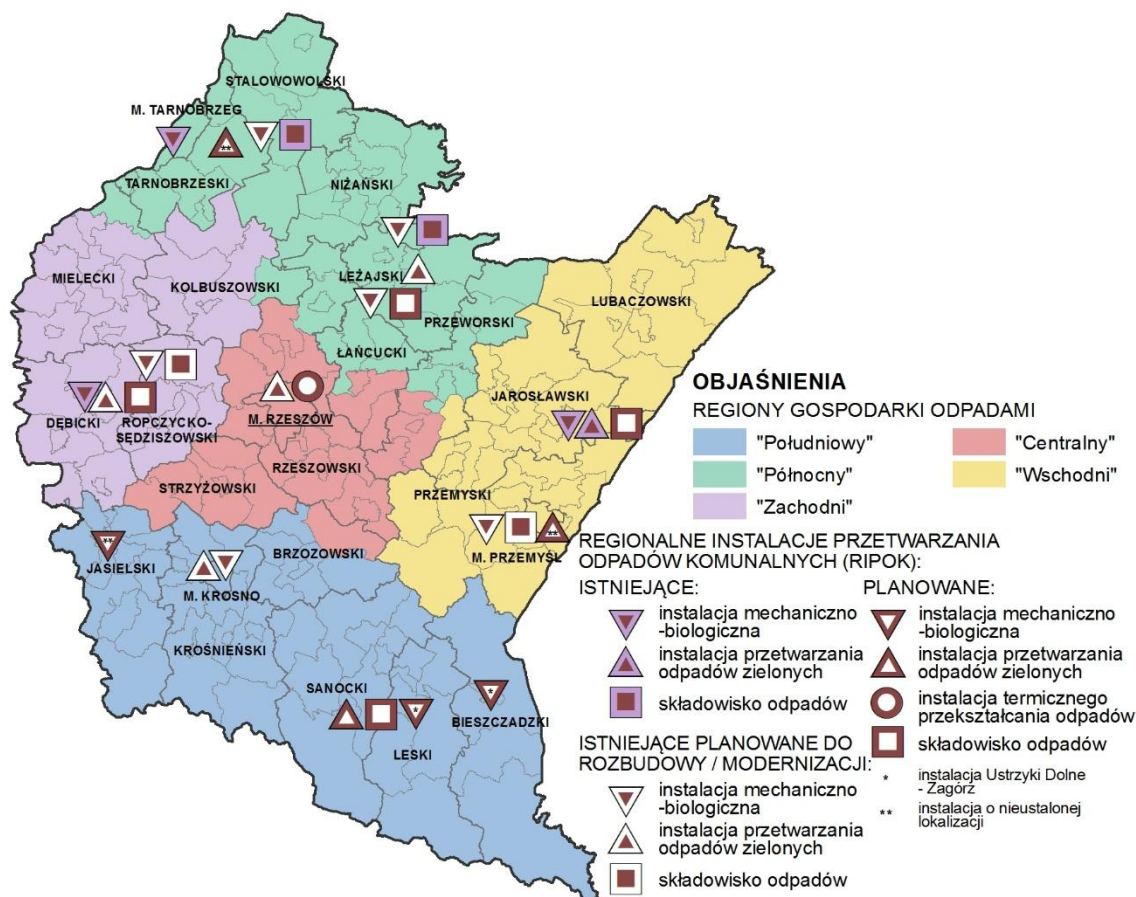 STALOWOWOLSKI
M. TARNOBRZEG
**
TARNOBRZESKI
NIŻAŃSKI
MIELECKI
KOLBUSZOWSKI
LEŻAJSKI
LUBACZOWSKI
PRZEWORSKI
ŁAŃCUCKI
JAROSŁAWSKI
DĘBICKI
ROPCZYCKO-
SĘDZISZOWSKI
M. RZESZÓW
RZESZOWSKI
STRZYŻOWSKI
PRZEMYSKI
**
M. PRZEMYŚL
BRZOZOWSKI
**
JASIELSKI
M. KROSNO
KROŚNIEŃSKI
SANOCKI
*
*
BIESZCZADZKI
LESKI
OBJAŚNIENIA
REGIONY GOSPODARKI ODPADAMI
"Południowy"
"Centralny"
"Północny"
"Wschodni"
"Zachodni"
REGIONALNE INSTALACJE PRZETWARZANIA
ODPADÓW KOMUNALNYCH (RIPOK):
ISTNIEJĄCE:
instalacja mechaniczno
-biologiczna
instalacja przetwarzania
odpadów zielonych
składowisko odpadów
ISTNIEJĄCE PLANOWANE DO
ROZBUDOWY / MODERNIZACJI:
instalacja mechaniczno
-biologiczna
instalacja przetwarzania
odpadów zielonych
składowisko odpadów
PLANOWANE:
instalacja mechaniczno
-biologiczna
instalacja przetwarzania
odpadów zielonych
instalacja termicznego
przekształcania odpadów
składowisko odpadów
* instalacja Ustrzyki Dolne
- Zagórz
** instalacja o nieustalonej
lokalizacji